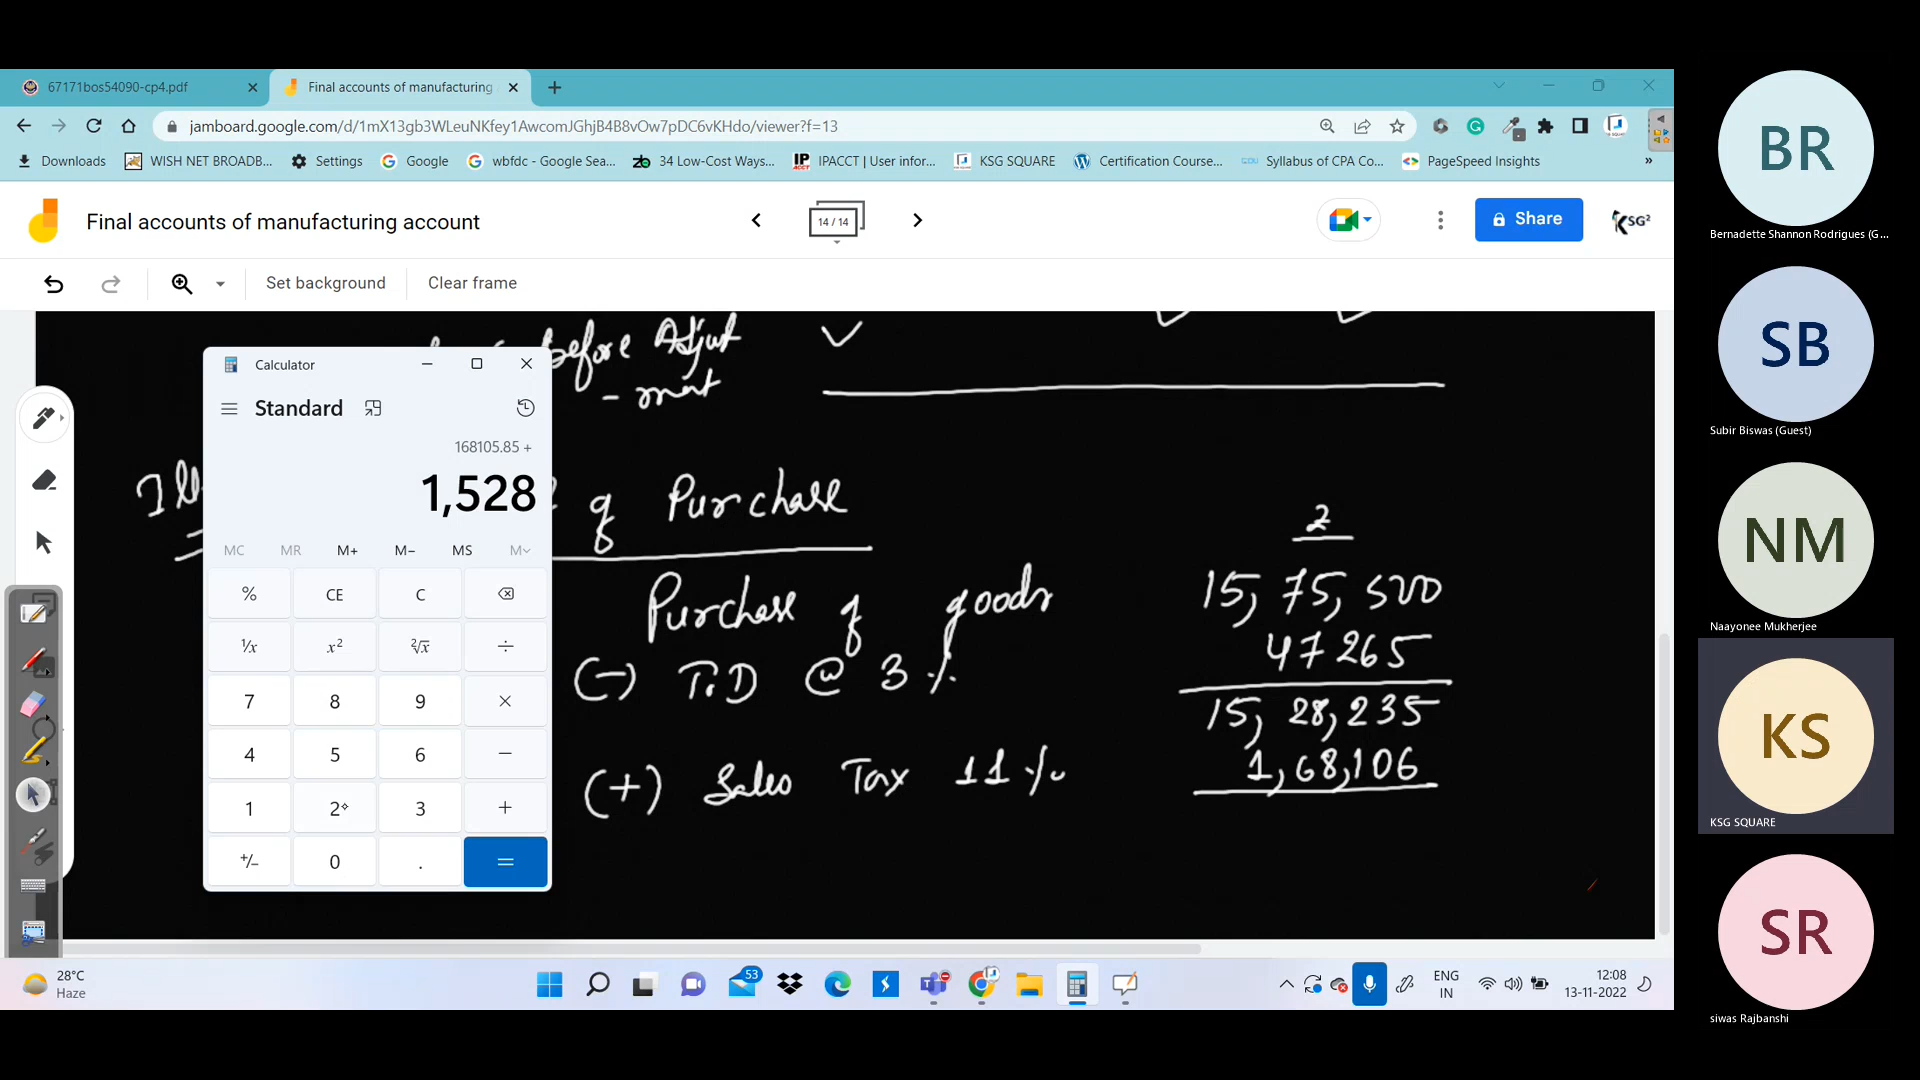 67171bos54090-cp4.pdf
Final accounts of manufacturing
jamboard.google.com/d/1mX13gb3WLeuNKfey1AwcomJGhjB4B8vOw7pDC6vKHdo/viewer?f=13
Downloads WISH NET BROADB... Settings Google wbfdc - Google Sea... 34 Low-Cost Ways... IPACCT | User infor... KSG SQUARE Certification Course... Syllabus of CPA Co... PageSpeed Insights »
Final accounts of manufacturing account
14 / 14
Share
KSG²
Set background Clear frame
before Adjust
- ment
Calculator
Standard
168105.85 +
1,528
MC MR M+ M− MS M
% CE C
¹/x x² ²√x ÷
7 8 9 ×
4 5 6 −
1 2 3 +
+/− 0 . =
of Purchase
Purchase of goods 15,75,500
(-) T.D @ 3 % 47265
15,28,235
(+) Sales Tax 11 % 1,68,106
BR
Bernadette Shannon Rodrigues (G...
SB
Subir Biswas (Guest)
NM
Naayonee Mukherjee
KS
KSG SQUARE
SR
siwas Rajbanshi
28°C
Haze
53
ENG
IN
12:08
13-11-2022